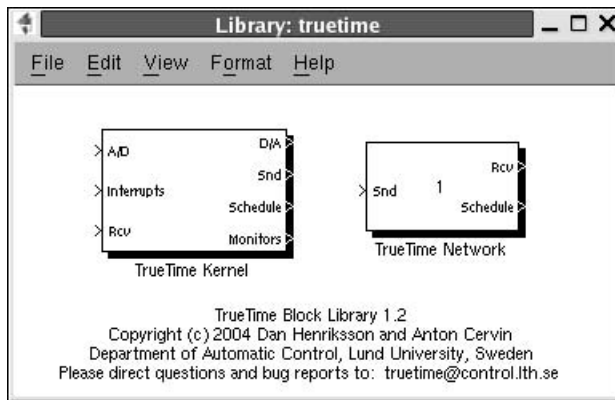 Library: truetime
File Edit View Format Help
A/D
Interrupts
Rcv
D/A
Snd
Schedule
Monitors
TrueTime Kernel
Snd
1
Rcv
Schedule
TrueTime Network
TrueTime Block Library 1.2
Copyright (c) 2004 Dan Henriksson and Anton Cervin
Department of Automatic Control, Lund University, Sweden
Please direct questions and bug reports to: truetime@control.lth.se